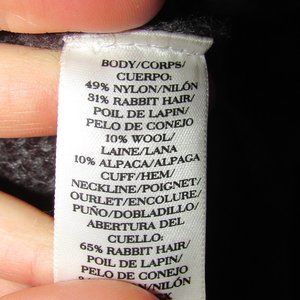 BODY/CORPS/
CUERPO:
49% NYLON/NILÓN
31% RABBIT HAIR/
POIL DE LAPIN/
PELO DE CONEJO
10% WOOL/
LAINE/LANA
10% ALPACA/ALPAGA
CUFF/HEM/
NECKLINE/POIGNET/
OURLET/ENCOLURE/
PUÑO/DOBLADILLO/
ABERTURA DEL
CUELLO:
65% RABBIT HAIR/
POIL DE LAPIN/
PELO DE CONEJO